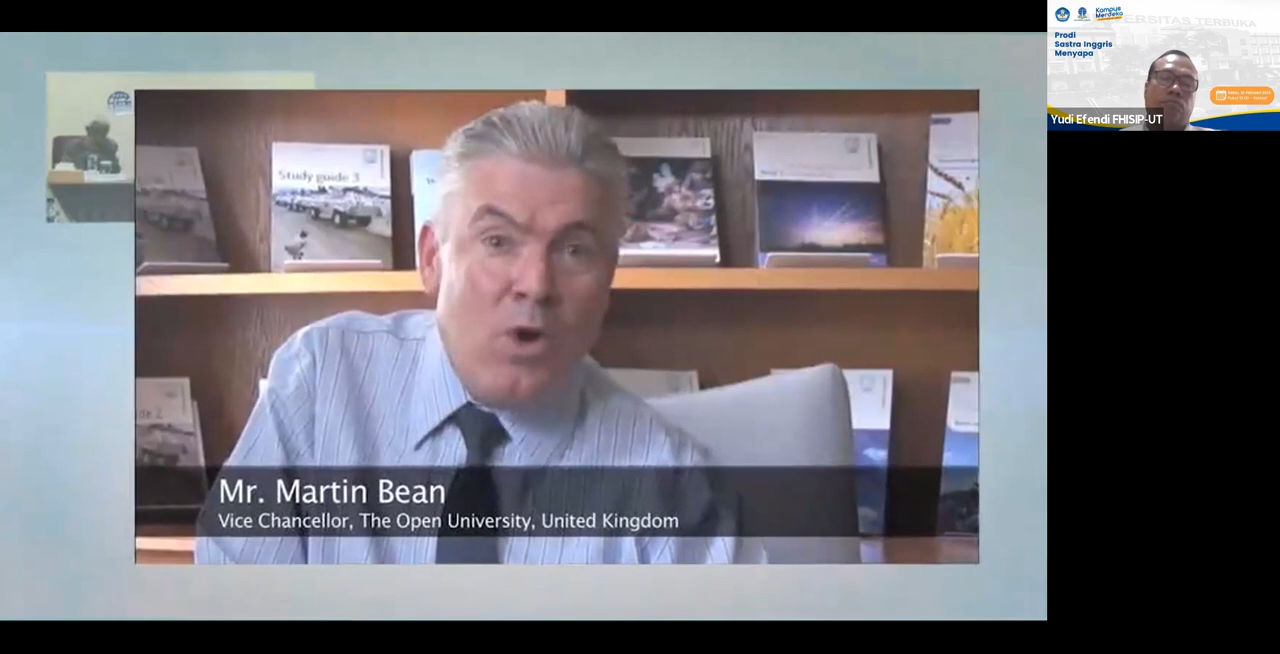 Study guide 3
Mr. Martin Bean
Vice Chancellor, The Open University, United Kingdom
Kampus
Merdeka
UNIVERSITAS TERBUKA
Prodi
Sastra Inggris
Menyapa
Yudi Efendi FHISIP-UT